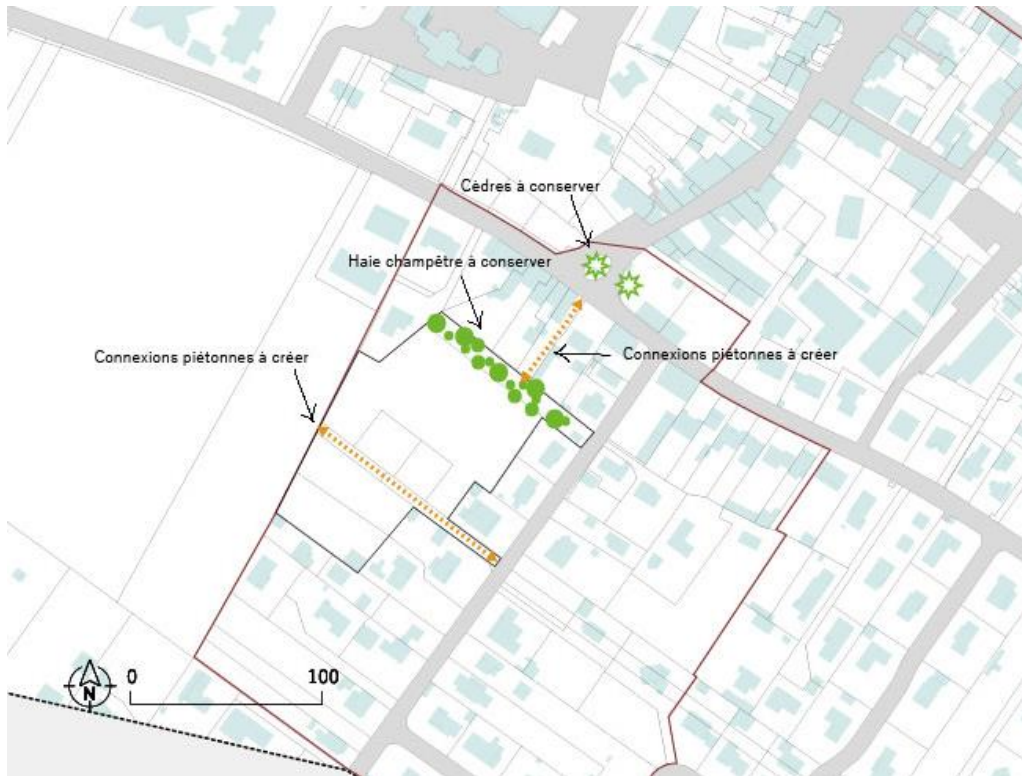 Cèdres à conserver
Haie champêtre à conserver
Connexions piétonnes à créer
Connexions piétonnes à créer
N
0
100